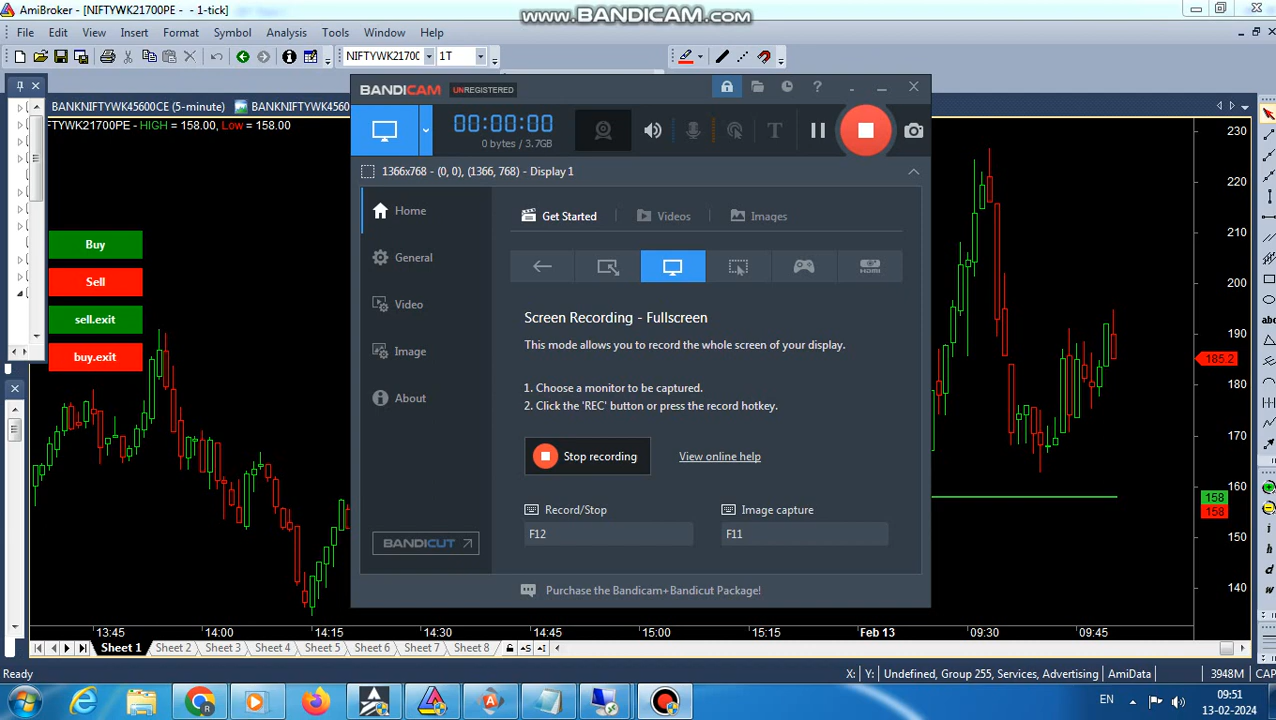 AmiBroker - [NIFTYWK21700PE - - 1-tick]
www.BANDICAM.com
File Edit View Insert Format Symbol Analysis Tools Window Help
NIFTYWK2170C 1T
BANKNIFTYWK45600CE (5-minute) BANKNIFTYWK4560
FTYWK21700PE - HIGH = 158.00, Low = 158.00
Buy
Sell
sell.exit
buy.exit
BANDICAM UNREGISTERED
00:00:00
0 bytes / 3.7GB
1366x768 - (0, 0), (1366, 768) - Display 1
Home
General
Video
Image
About
BANDICUT
Get Started Videos Images
HDMI
Screen Recording - Fullscreen
This mode allows you to record the whole screen of your display.
1. Choose a monitor to be captured.
2. Click the 'REC' button or press the record hotkey.
Stop recording View online help
Record/Stop Image capture
F12 F11
Purchase the Bandicam+Bandicut Package!
230
220
210
200
190
185.2
180
170
160
158
158
150
140
abc
13:45 14:00 14:15 14:30 14:45 15:00 15:15 Feb 13 09:30 09:45
Sheet 1 Sheet 2 Sheet 3 Sheet 4 Sheet 5 Sheet 6 Sheet 7 Sheet 8
Ready X: Y: Undefined, Group 255, Services, Advertising AmiData 3948M CAP
EN 09:51
13-02-2024